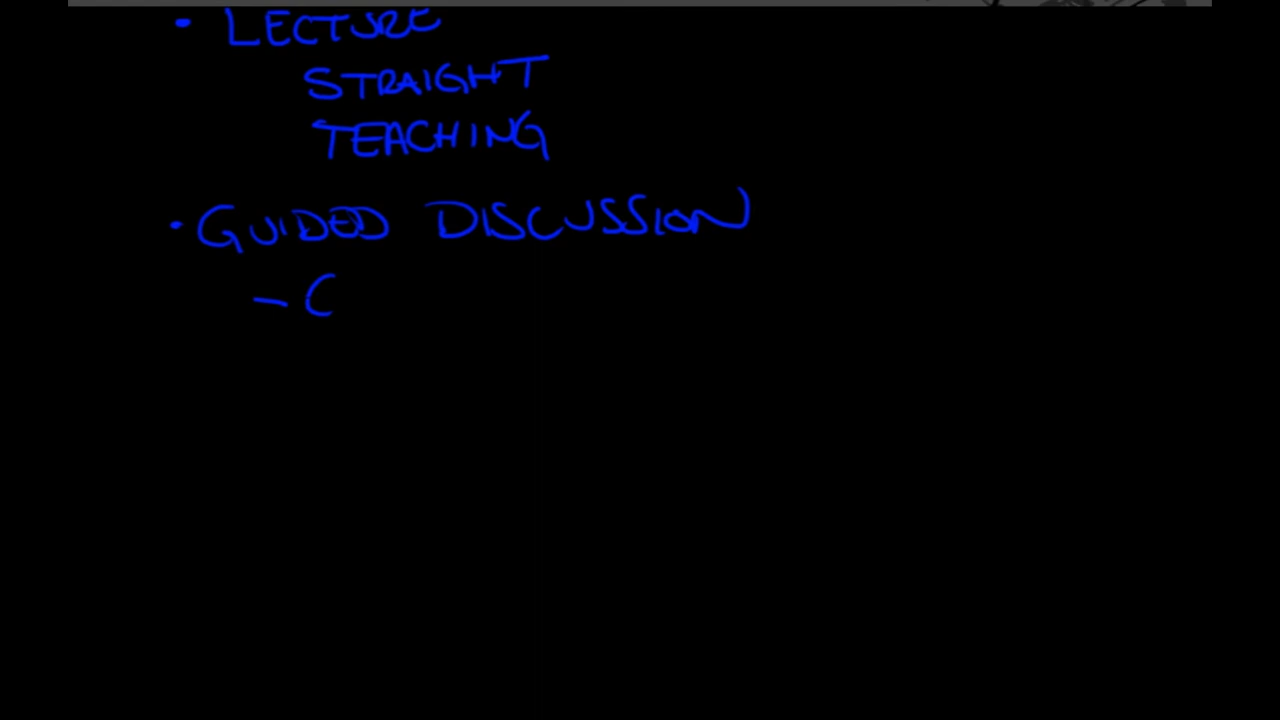 • LECTURE
STRAIGHT
TEACHING
• GUIDED DISCUSSION
- C